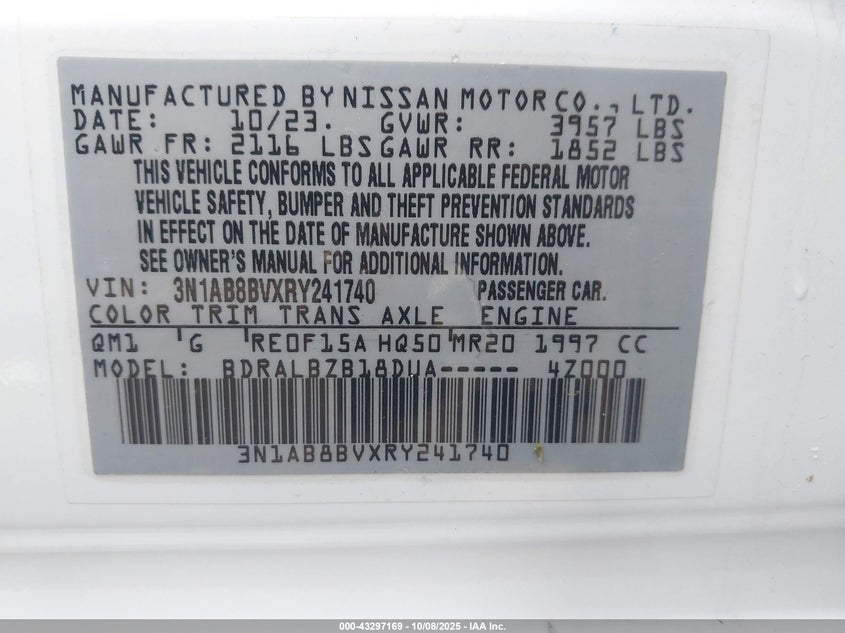 MANUFACTURED BY NISSAN MOTOR CO., LTD.
DATE: 10/23. GVWR: 3957 LBS
GAWR FR: 2116 LBS GAWR RR: 1852 LBS
THIS VEHICLE CONFORMS TO ALL APPLICABLE FEDERAL MOTOR
VEHICLE SAFETY, BUMPER AND THEFT PREVENTION STANDARDS
IN EFFECT ON THE DATE OF MANUFACTURE SHOWN ABOVE.
SEE OWNER'S MANUAL FOR ADDITIONAL INFORMATION.
VIN: 3N1AB8BVXRY241740 PASSENGER CAR.
COLOR TRIM TRANS AXLE ENGINE
QM1 'G 'RE0F15A HQ50'MR20 1997 CC
MODEL: BDRALBZB18DUA----- 4Z000
3N1AB8BVXRY241740
000-43297169 - 10/08/2025 - IAA Inc.